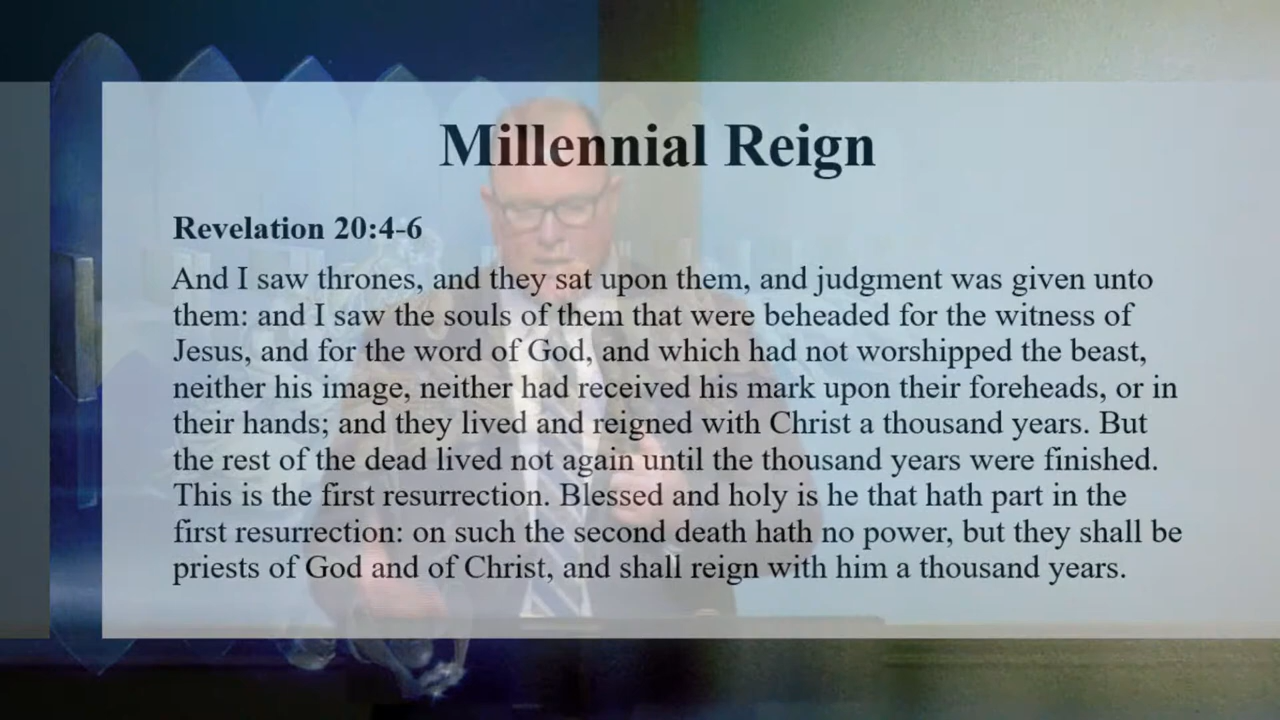 Millennial Reign
Revelation 20:4-6
And I saw thrones, and they sat upon them, and judgment was given unto
them: and I saw the souls of them that were beheaded for the witness of
Jesus, and for the word of God, and which had not worshipped the beast,
neither his image, neither had received his mark upon their foreheads, or in
their hands; and they lived and reigned with Christ a thousand years. But
the rest of the dead lived not again until the thousand years were finished.
This is the first resurrection. Blessed and holy is he that hath part in the
first resurrection: on such the second death hath no power, but they shall be
priests of God and of Christ, and shall reign with him a thousand years.